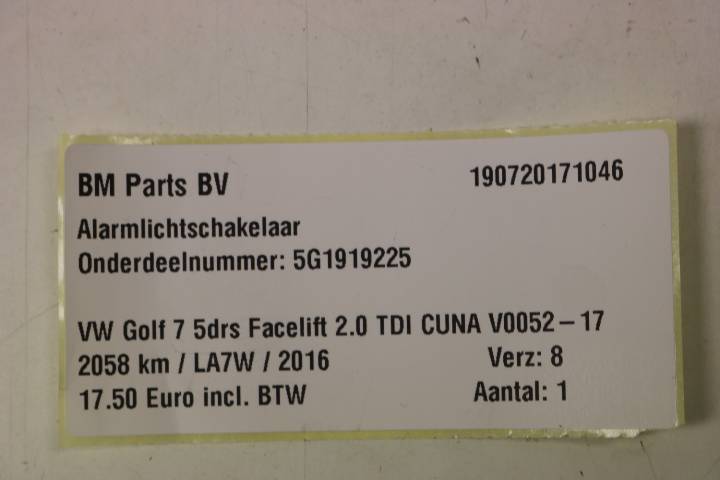 BM Parts BV 190720171046
Alarmlichtschakelaar
Onderdeelnummer: 5G1919225
VW Golf 7 5drs Facelift 2.0 TDI CUNA V0052-17
2058 km / LA7W / 2016 Verz: 8
17.50 Euro incl. BTW Aantal: 1